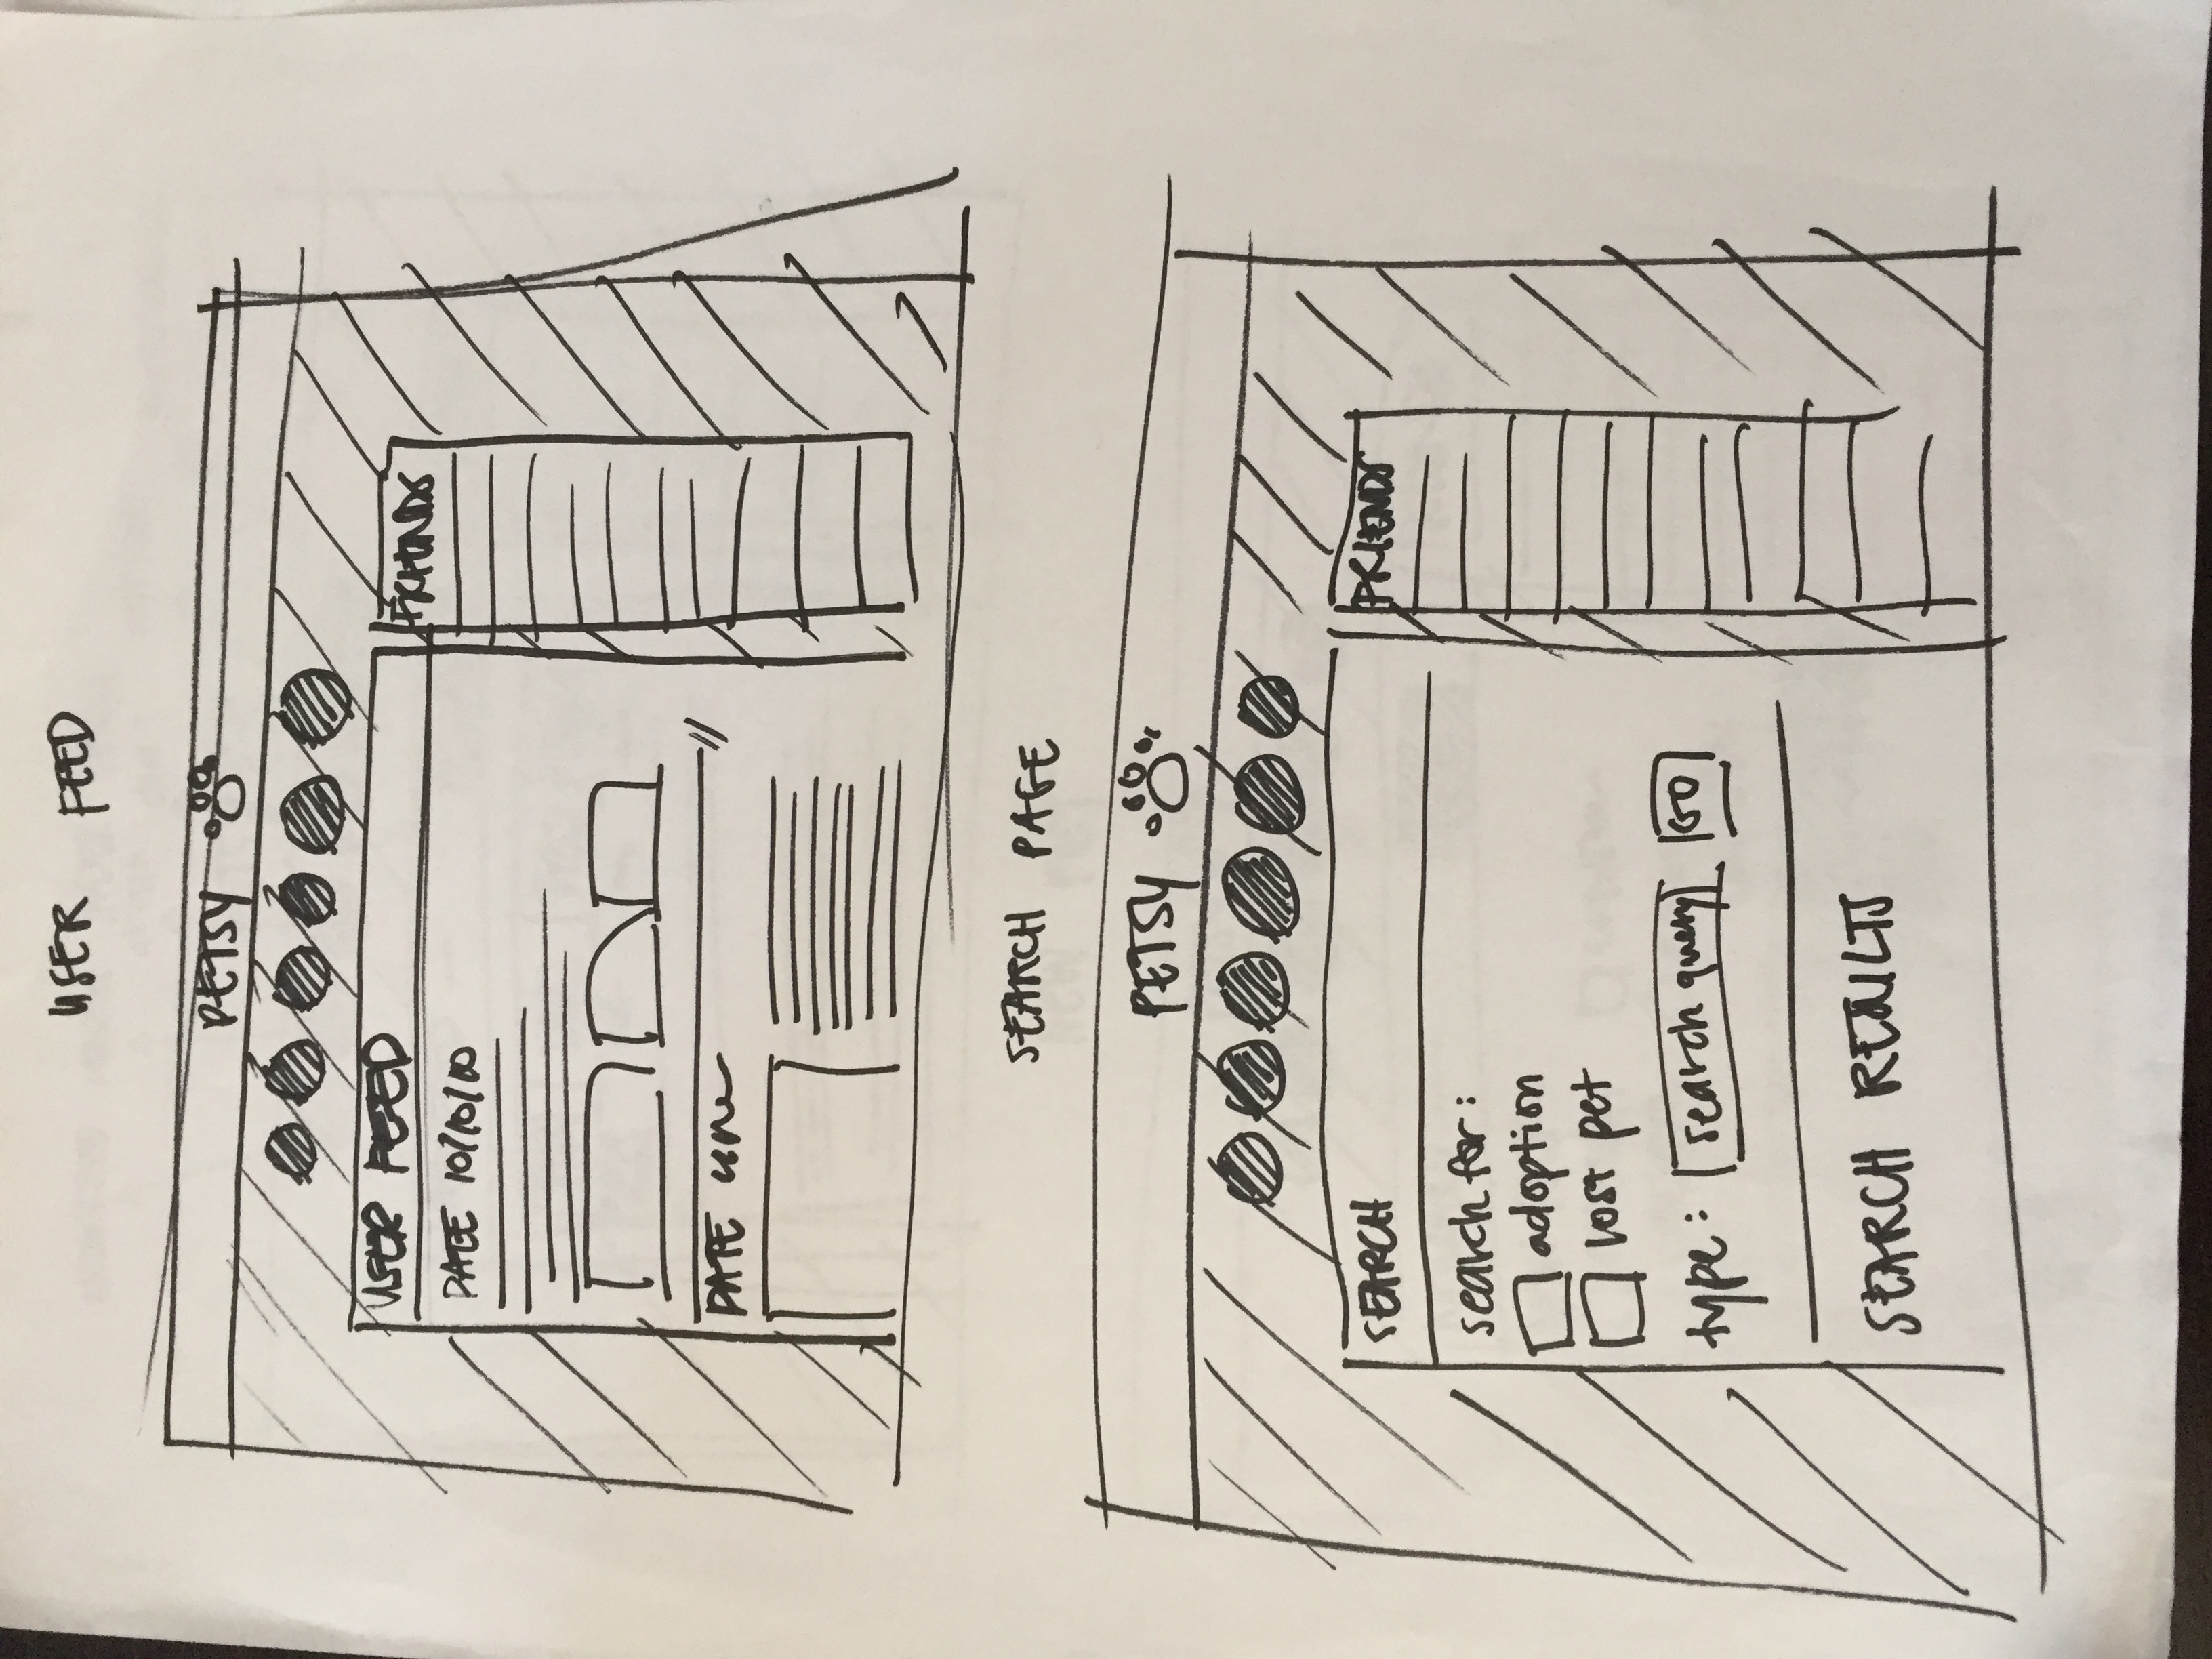 USER FEED
PETSY
USER FEED
FRIENDS
DATE 10/10/10
DATE
SEARCH PAGE
PETSY
SEARCH
FRIENDS
search for:
adoption
lost pet
type: search query GO
SEARCH RESULTS